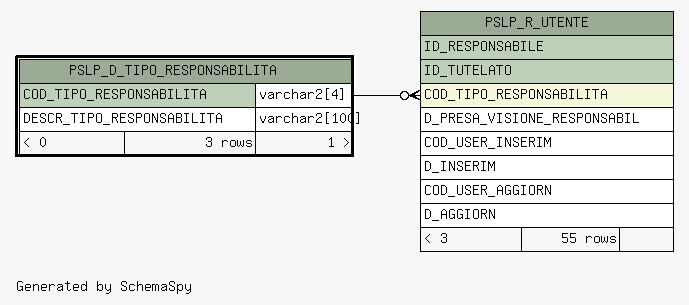 PSLP_D_TIPO_RESPONSABILITA
COD_TIPO_RESPONSABILITA varchar2[4]
DESCR_TIPO_RESPONSABILITA varchar2[100]
< 0 3 rows 1 >
PSLP_R_UTENTE
ID_RESPONSABILE
ID_TUTELATO
COD_TIPO_RESPONSABILITA
D_PRESA_VISIONE_RESPONSABIL
COD_USER_INSERIM
D_INSERIM
COD_USER_AGGIORN
D_AGGIORN
< 3 55 rows
Generated by SchemaSpy